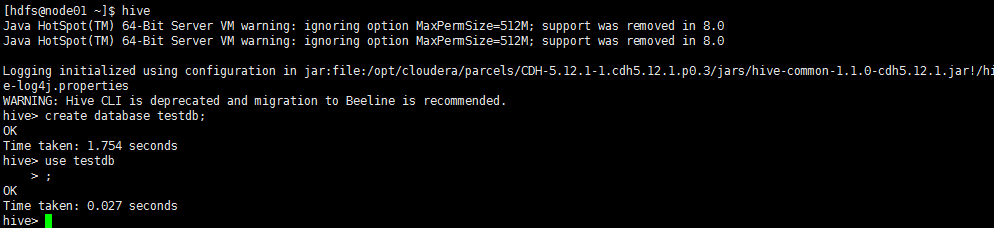 [hdfs@node01 ~]$ hive
Java HotSpot(TM) 64-Bit Server VM warning: ignoring option MaxPermSize=512M; support was removed in 8.0
Java HotSpot(TM) 64-Bit Server VM warning: ignoring option MaxPermSize=512M; support was removed in 8.0
Logging initialized using configuration in jar:file:/opt/cloudera/parcels/CDH-5.12.1-1.cdh5.12.1.p0.3/jars/hive-common-1.1.0-cdh5.12.1.jar!/hi
e-log4j.properties
WARNING: Hive CLI is deprecated and migration to Beeline is recommended.
hive> create database testdb;
OK
Time taken: 1.754 seconds
hive> use testdb
    > ;
OK
Time taken: 0.027 seconds
hive>